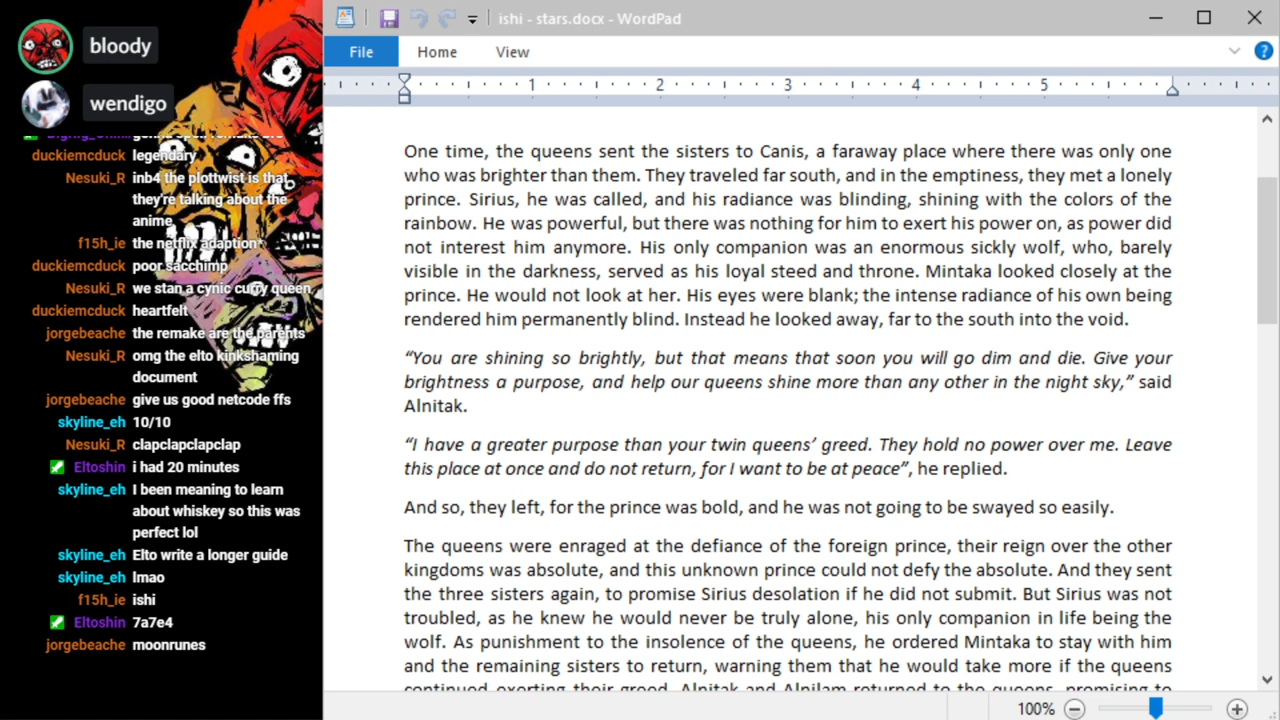 bloody
wendigo
duckiemcduck legendary
Nesuki_R inb4 the plottwist is that
they're talking about the
anime
f15h_ie the netflix adaption*
duckiemcduck poor sacchimp
Nesuki_R we stan a cynic curry queen
duckiemcduck heartfelt
jorgebeache the remake are the parents
Nesuki_R omg the elto kinkshaming
document
jorgebeache give us good netcode ffs
skyline_eh 10/10
Nesuki_R clapclapclapclap
Eltoshin i had 20 minutes
skyline_eh I been meaning to learn
about whiskey so this was
perfect lol
skyline_eh Elto write a longer guide
skyline_eh lmao
f15h_ie ishi
Eltoshin 7a7e4
jorgebeache moonrunes
ishi - stars.docx - WordPad
File Home View
1 2 3 4 5
One time, the queens sent the sisters to Canis, a faraway place where there was only one
who was brighter than them. They traveled far south, and in the emptiness, they met a lonely
prince. Sirius, he was called, and his radiance was blinding, shining with the colors of the
rainbow. He was powerful, but there was nothing for him to exert his power on, as power did
not interest him anymore. His only companion was an enormous sickly wolf, who, barely
visible in the darkness, served as his loyal steed and throne. Mintaka looked closely at the
prince. He would not look at her. His eyes were blank; the intense radiance of his own being
rendered him permanently blind. Instead he looked away, far to the south into the void.
“You are shining so brightly, but that means that soon you will go dim and die. Give your
brightness a purpose, and help our queens shine more than any other in the night sky,” said
Alnitak.
“I have a greater purpose than your twin queens’ greed. They hold no power over me. Leave
this place at once and do not return, for I want to be at peace”, he replied.
And so, they left, for the prince was bold, and he was not going to be swayed so easily.
The queens were enraged at the defiance of the foreign prince, their reign over the other
kingdoms was absolute, and this unknown prince could not defy the absolute. And they sent
the three sisters again, to promise Sirius desolation if he did not submit. But Sirius was not
troubled, as he knew he would never be truly alone, his only companion in life being the
wolf. As punishment to the insolence of the queens, he ordered Mintaka to stay with him
and the remaining sisters to return, warning them that he would take more if the queens
continued exerting their greed. Alnitak and Alnilam returned to the queens, promising to
100%